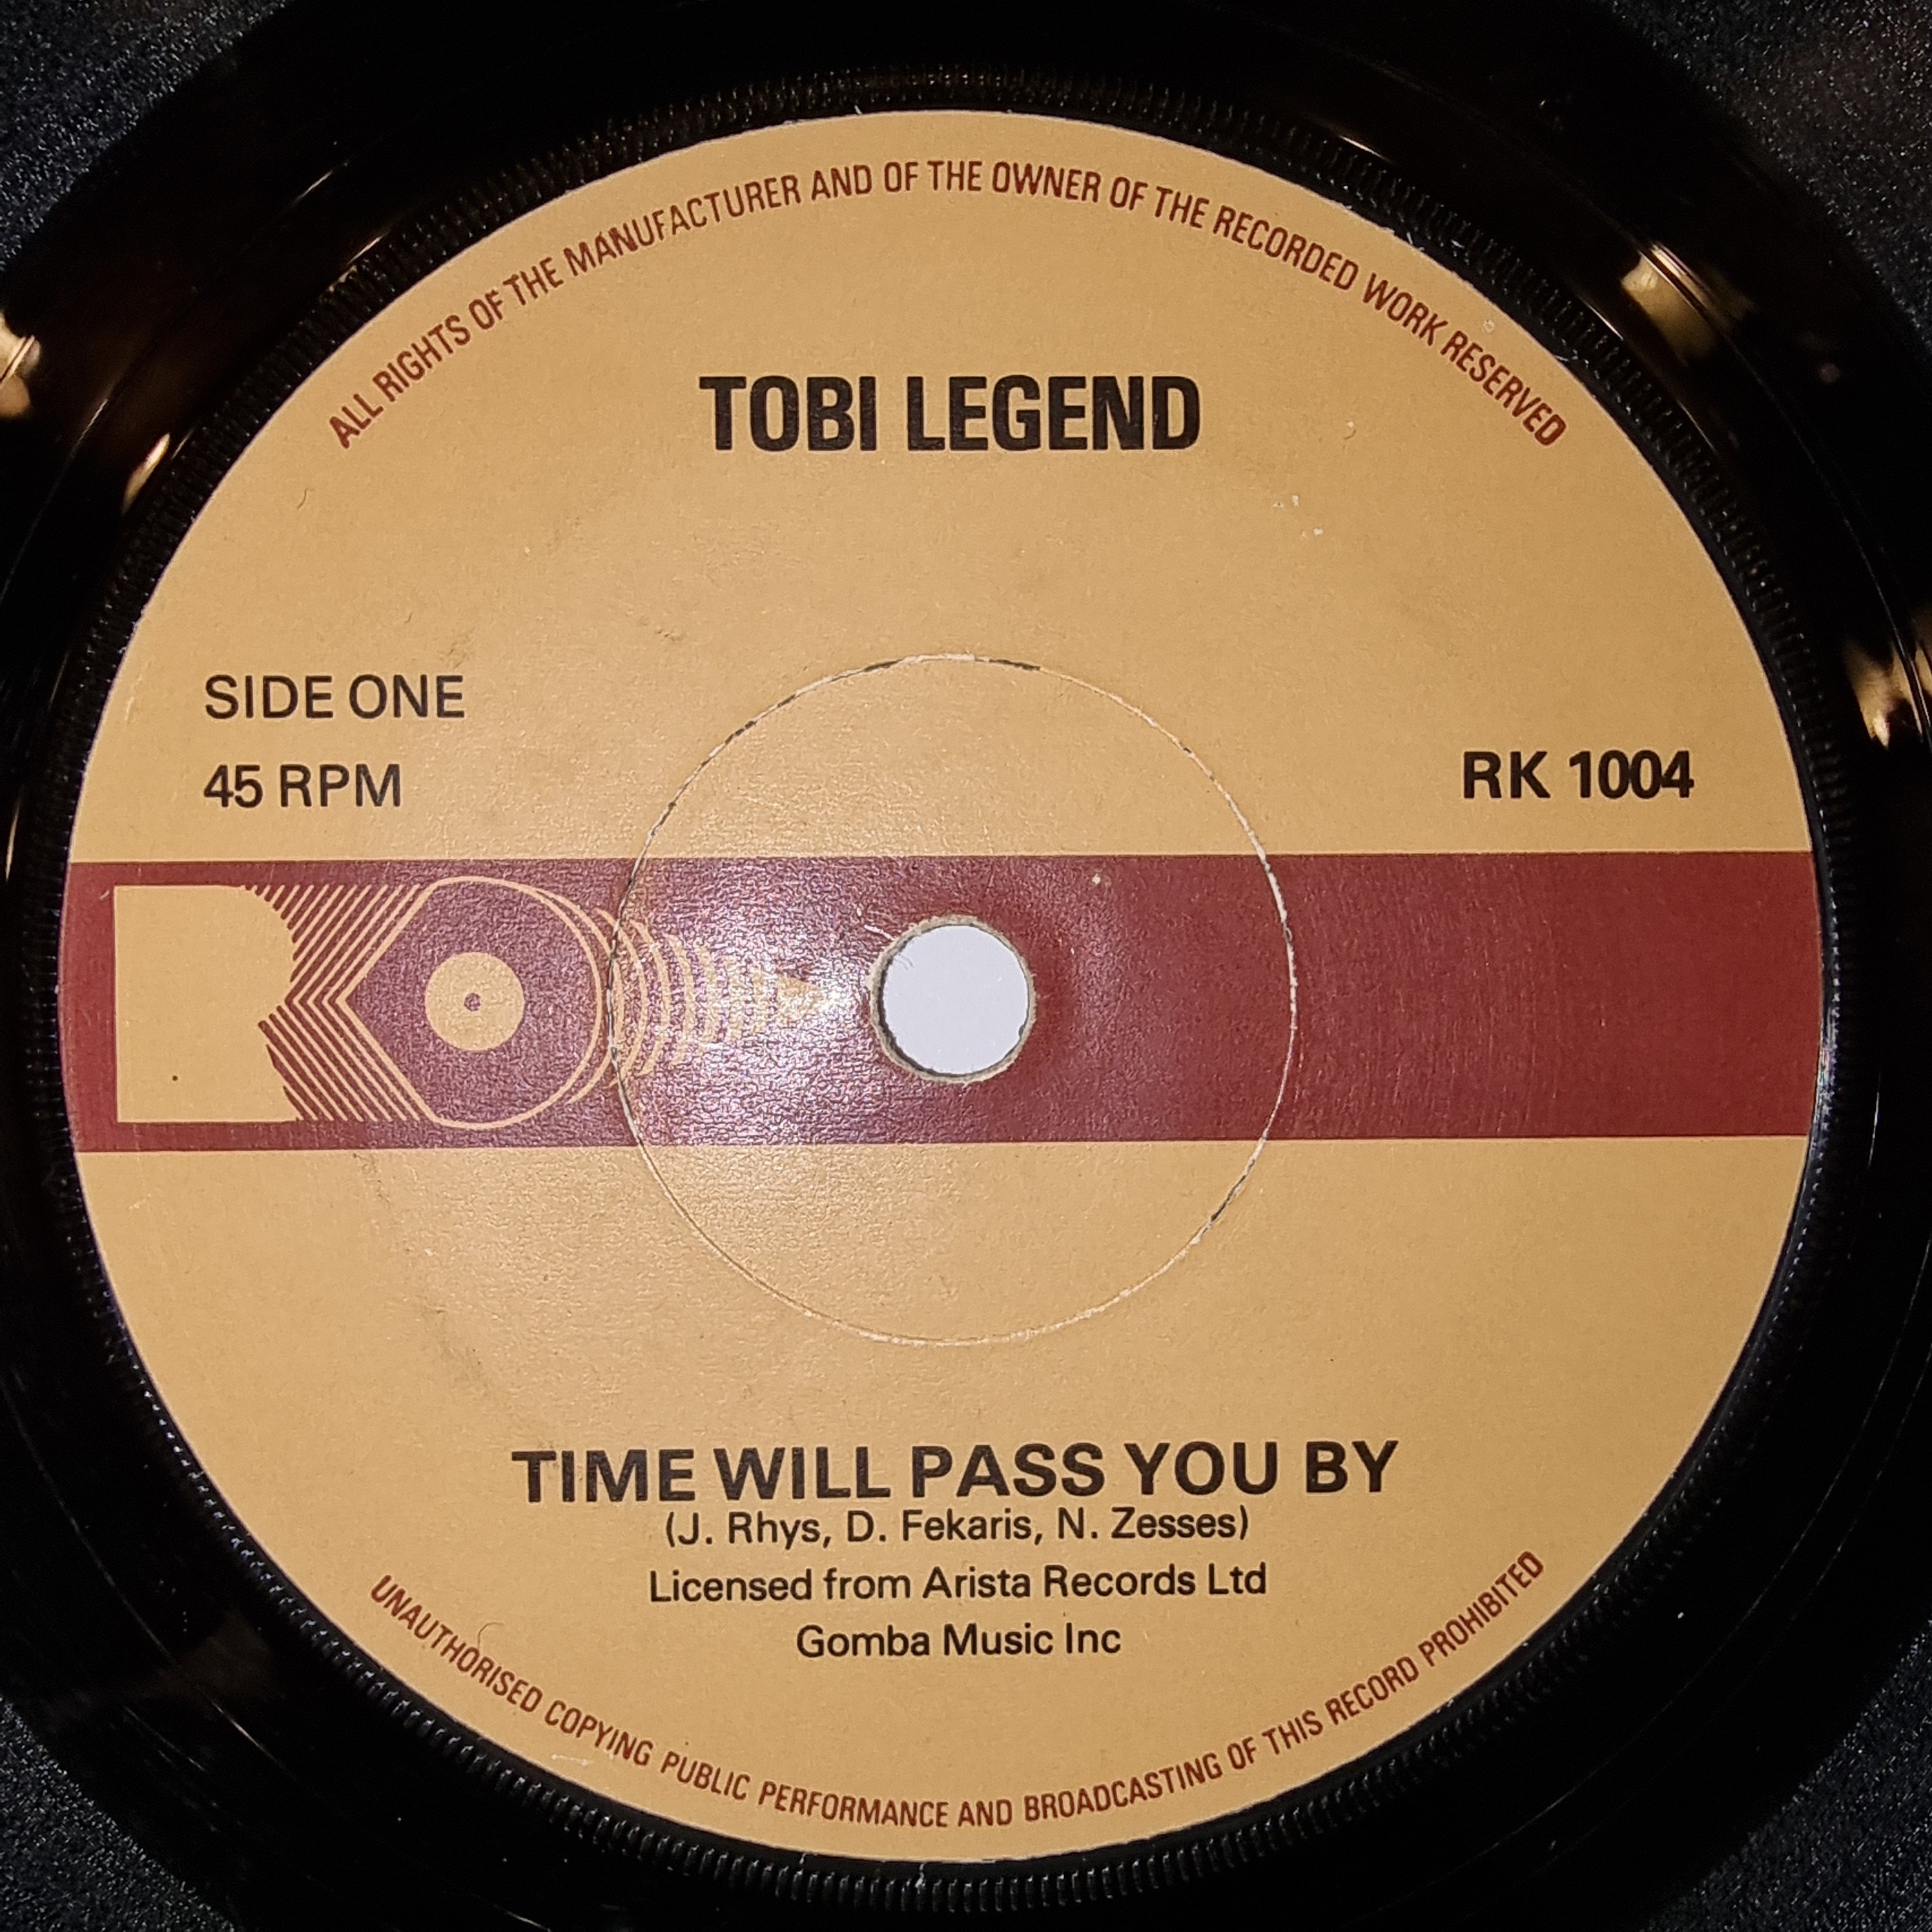 ALL RIGHTS OF THE MANUFACTURER AND OF THE OWNER OF THE RECORDED WORK RESERVED
TOBI LEGEND
SIDE ONE
45 RPM
RK 1004
TIME WILL PASS YOU BY
(J. Rhys, D. Fekaris, N. Zesses)
Licensed from Arista Records Ltd
Gomba Music Inc
UNAUTHORISED COPYING PUBLIC PERFORMANCE AND BROADCASTING OF THIS RECORD PROHIBITED